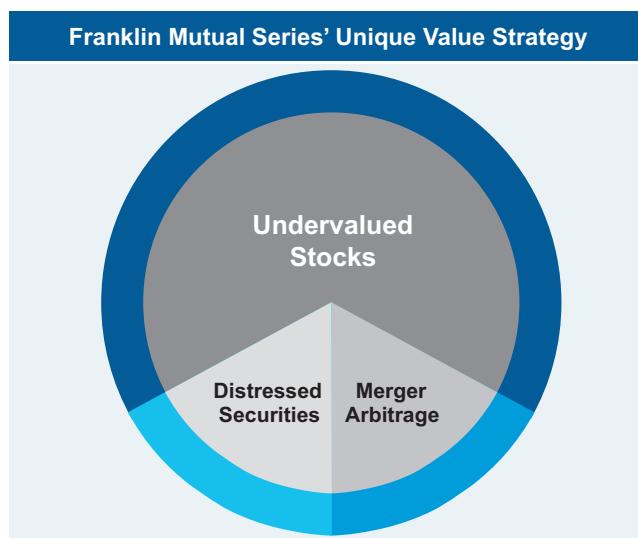 Franklin Mutual Series’ Unique Value Strategy
Undervalued
Stocks
Distressed
Securities
Merger
Arbitrage